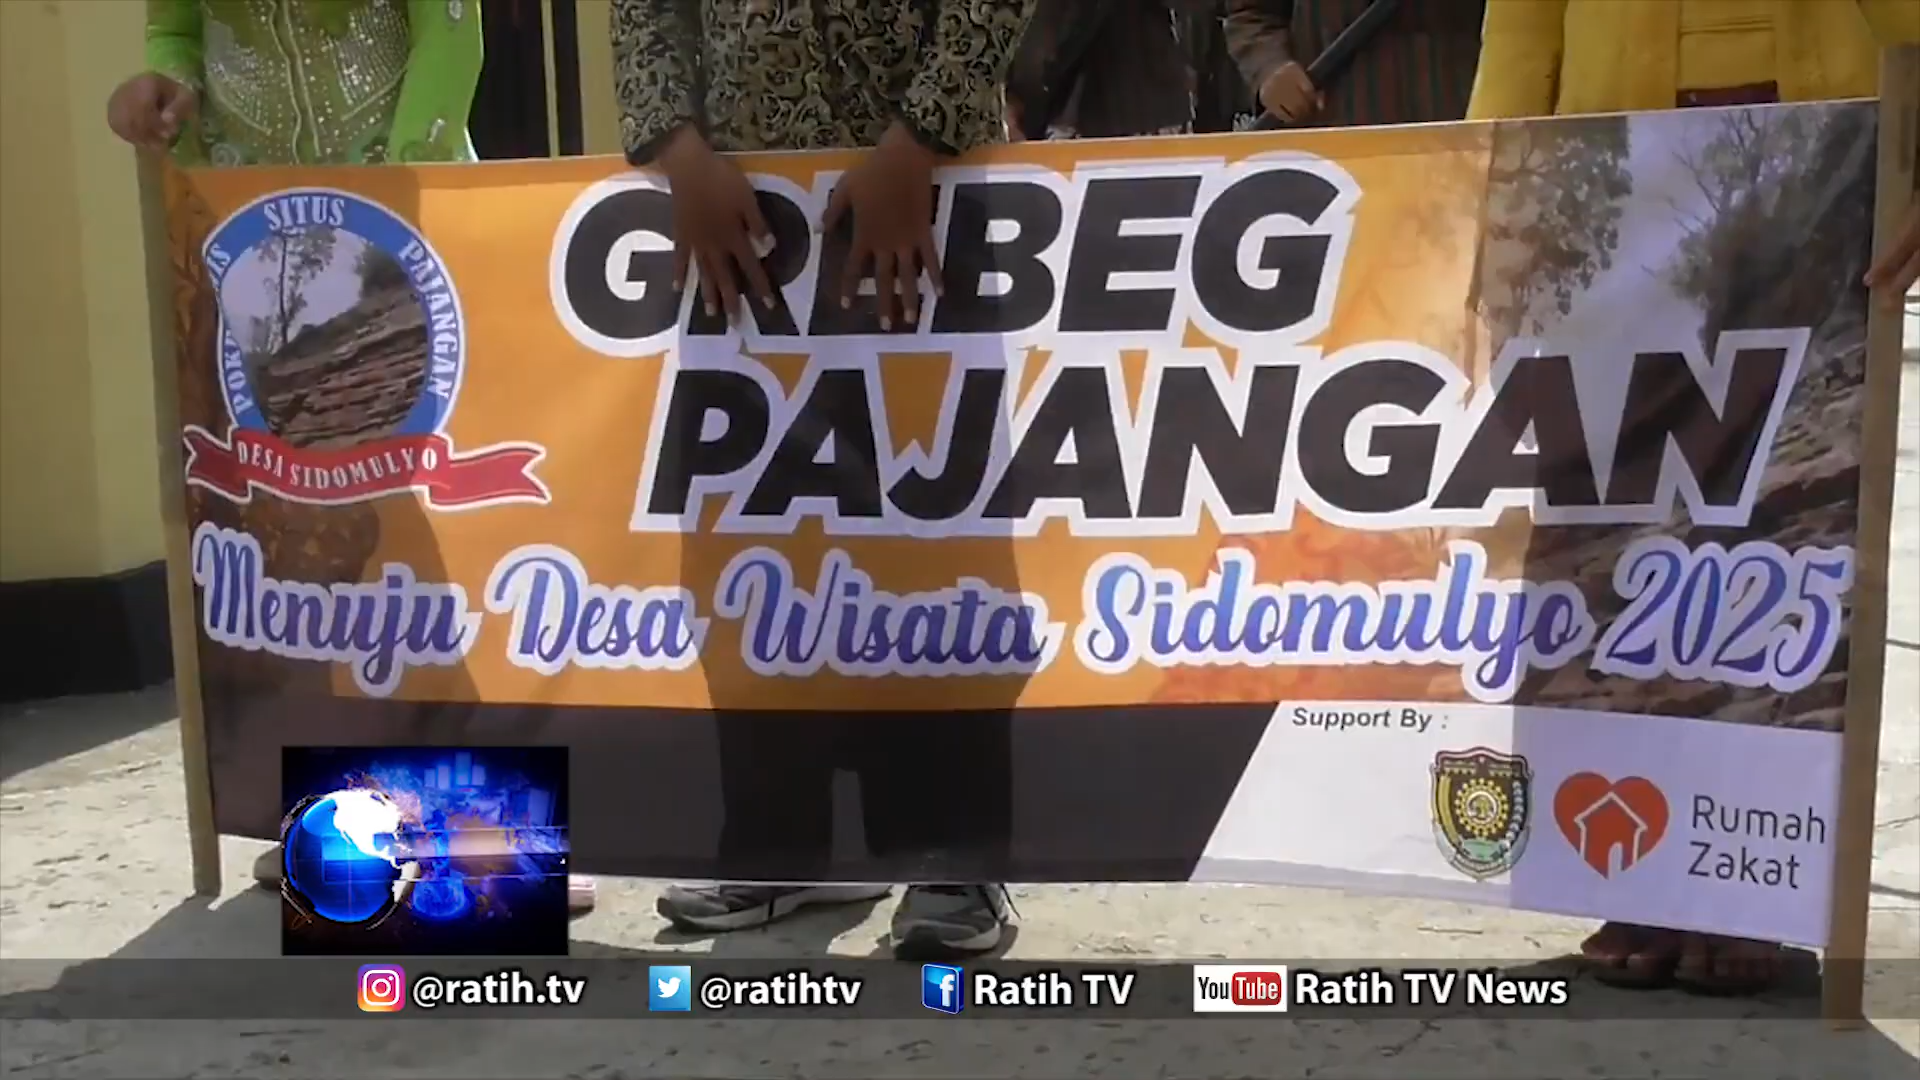 SITUS PAJANGAN
DESA SIDOMULYO
GREBEG
PAJANGAN
Menuju Desa Wisata Sidomulyo 2025
Support By :
Rumah
Zakat
@ratih.tv @ratihtv Ratih TV YouTube Ratih TV News